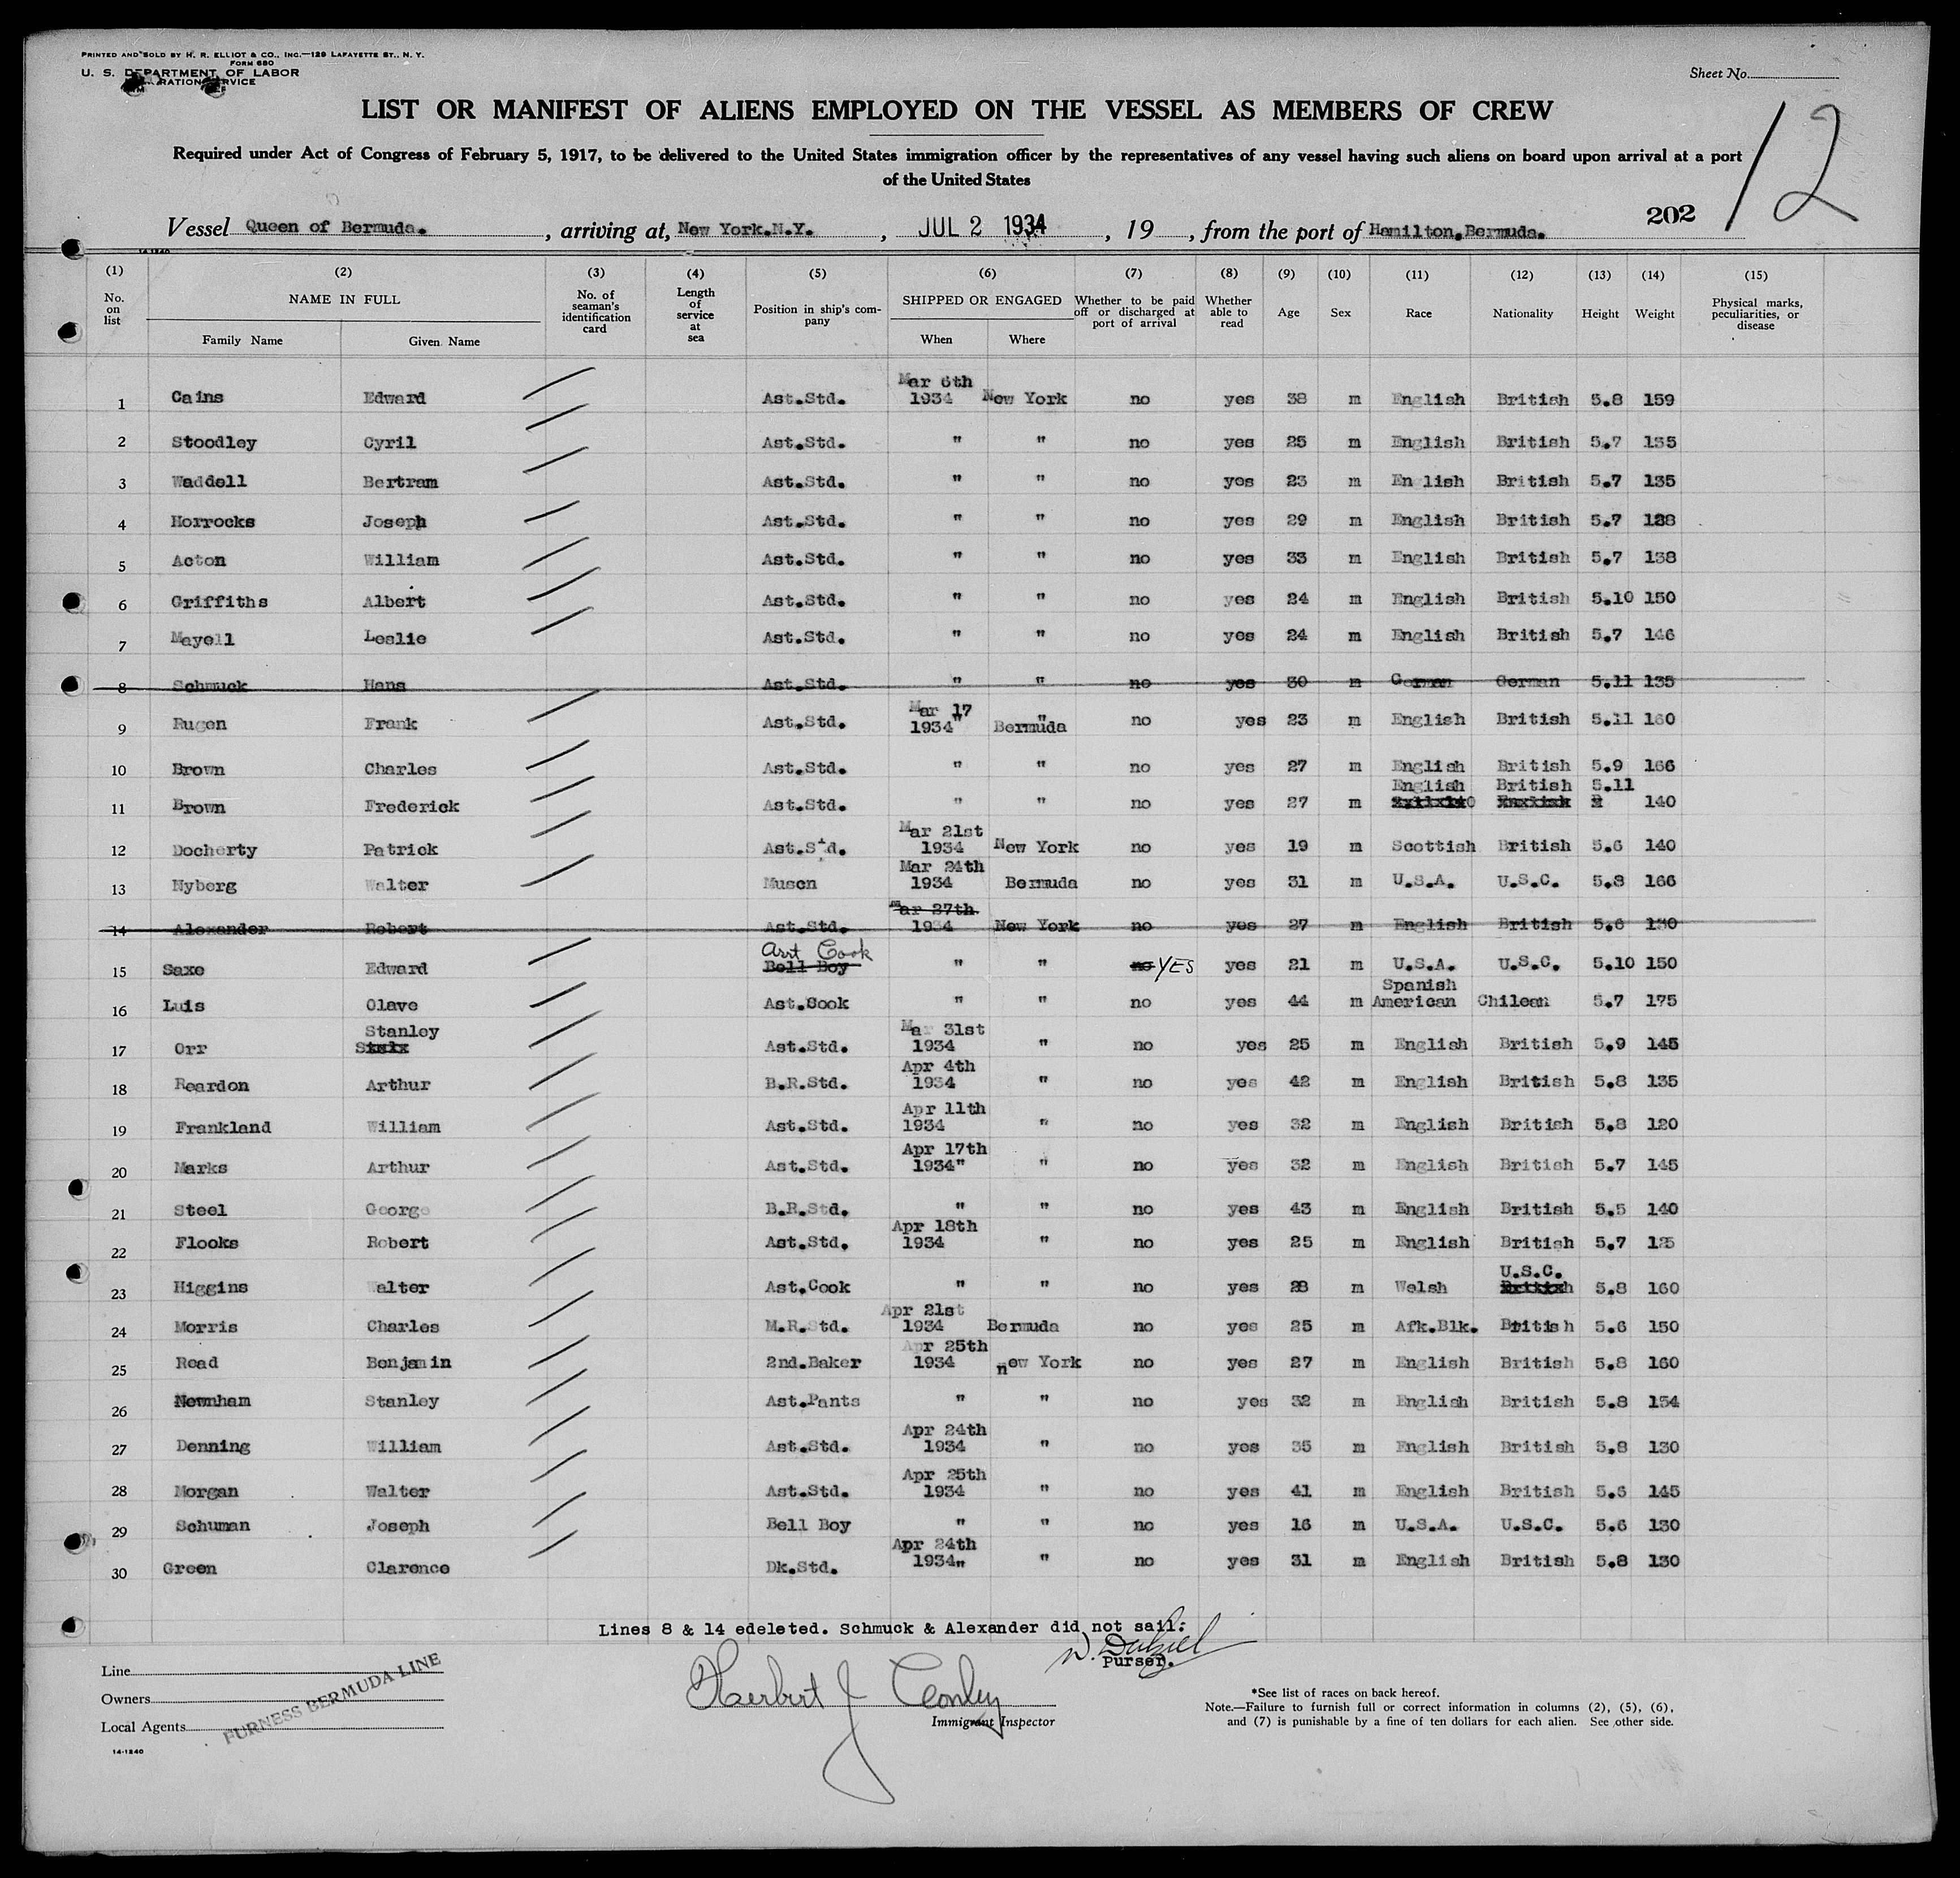 PRINTED AND SOLD BY H. R. ELLIOT & CO., INC.—129 LAFAYETTE ST., N. Y.
FORM 680
U. S. DEPARTMENT OF LABOR
Sheet No.
LIST OR MANIFEST OF ALIENS EMPLOYED ON THE VESSEL AS MEMBERS OF CREW
12
Required under Act of Congress of February 5, 1917, to be delivered to the United States immigration officer by the representatives of any vessel having such aliens on board upon arrival at a port
of the United States
202
Vessel Queen of Bermuda. , arriving at, New York.N.Y. , JUL 2 1934 , 19 , from the port of Hamilton,Bermuda.
14-1240
(1) (2) (3) (4) (5) (6) (7) (8) (9) (10) (11) (12) (13) (14) (15)
No. on list NAME IN FULL Family Name Given Name No. of seaman's identification card Length of service at sea Position in ship's company SHIPPED OR ENGAGED When Where Whether to be paid off or discharged at port of arrival Whether able to read Age Sex Race Nationality Height Weight Physical marks, peculiarities, or disease
1 Cains Edward Ast.Std. Mar 6th 1934 New York no yes 38 m English British 5.8 159
2 Stoodley Cyril Ast.Std. " " no yes 25 m English British 5.7 135
3 Waddell Bertram Ast.Std. " " no yes 23 m En lish British 5.7 135
4 Horrocks Joseph Ast.Std. " " no yes 29 m English British 5.7 138
5 Acton William Ast.Std. " " no yes 33 m English British 5.7 138
6 Griffiths Albert Ast.Std. " " no yes 24 m English British 5.10 150
7 Mayell Leslie Ast.Std. " " no yes 24 m English British 5.7 146
8 Schmuck Hans Ast.Std. " " no yes 30 m German German 5.11 135
9 Rugen Frank Ast.Std. Mar 17 1934" " Bermuda no yes 23 m English British 5.11 160
10 Brown Charles Ast.Std. " " no yes 27 m English British 5.9 166
11 Brown Frederick Ast.Std. " " no yes 27 m English British 5.11 140
12 Docherty Patrick Ast.Std. Mar 21st 1934 New York no yes 19 m Scottish British 5.6 140
13 Nyberg Walter Muscn Mar 24th 1934 Bermuda no yes 31 m U.S.A. U.S.C. 5.8 166
14 Alexander Robert Ast.Std. Mar 27th 1934 New York no yes 27 m English British 5.6 130
15 Saxe Edward Asst Cook Bell Boy " " no YES yes 21 m U.S.A. U.S.C. 5.10 150
16 Luis Olave Ast.Cook " " no yes 44 m Spanish American Chilean 5.7 175
17 Orr Stanley Ast.Std. Mar 31st 1934 " no yes 25 m English British 5.9 145
18 Reardon Arthur B.R.Std. Apr 4th 1934 " no yes 42 m English British 5.8 135
19 Frankland William Ast.Std. Apr 11th 1934 " no yes 32 m English British 5.8 120
20 Marks Arthur Ast.Std. Apr 17th 1934" " no yes 32 m English British 5.7 145
21 Steel George B.R.Std. " " no yes 43 m English British 5.5 140
22 Flooks Robert Ast.Std. Apr 18th 1934 " no yes 25 m English British 5.7
23 Higgins Walter Ast.Cook " " no yes 28 m Welsh U.S.C. British 5.8 160
24 Morris Charles M.R.Std. Apr 21st 1934 Bermuda no yes 25 m Afk.Blk. British 5.6 150
25 Read Benjamin 2nd.Baker Apr 25th 1934 new York no yes 27 m English British 5.8 160
26 Newnham Stanley Ast.Pants " " no yes 32 m English British 5.8 154
27 Denning William Ast.Std. Apr 24th 1934 " no yes 35 m English British 5.8 130
28 Morgan Walter Ast.Std. Apr 25th 1934 " no yes 41 m English British 5.6 145
29 Schuman Joseph Bell Boy " " no yes 16 m U.S.A. U.S.C. 5.6 130
30 Green Clarence Dk.Std. Apr 24th 1934" " no yes 31 m English British 5.8 130
Lines 8 & 14 edeleted. Schmuck & Alexander did not sail:
Purser.
Line
Owners
Local Agents
FURNESS BERMUDA LINE
Herbert J Conley
Immigrant Inspector
*See list of races on back hereof.
Note.—Failure to furnish full or correct information in columns (2), (5), (6),
and (7) is punishable by a fine of ten dollars for each alien. See other side.
14-1240